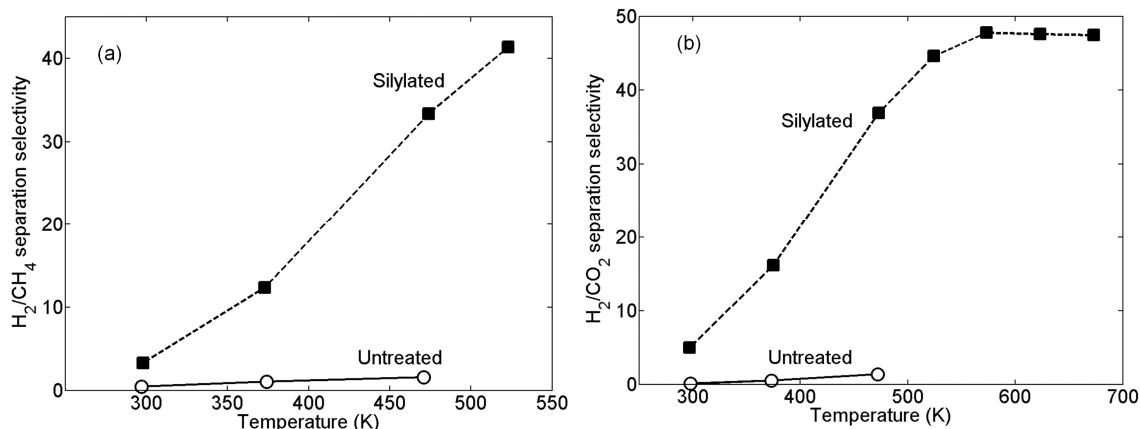 (a)
H2/CH4 separation selectivity
40
30
20
10
0
Silylated
Untreated
300
350
400
450
500
550
Temperature (K)
(b)
H2/CO2 separation selectivity
50
40
30
20
10
0
Silylated
Untreated
300
400
500
600
700
Temperature (K)